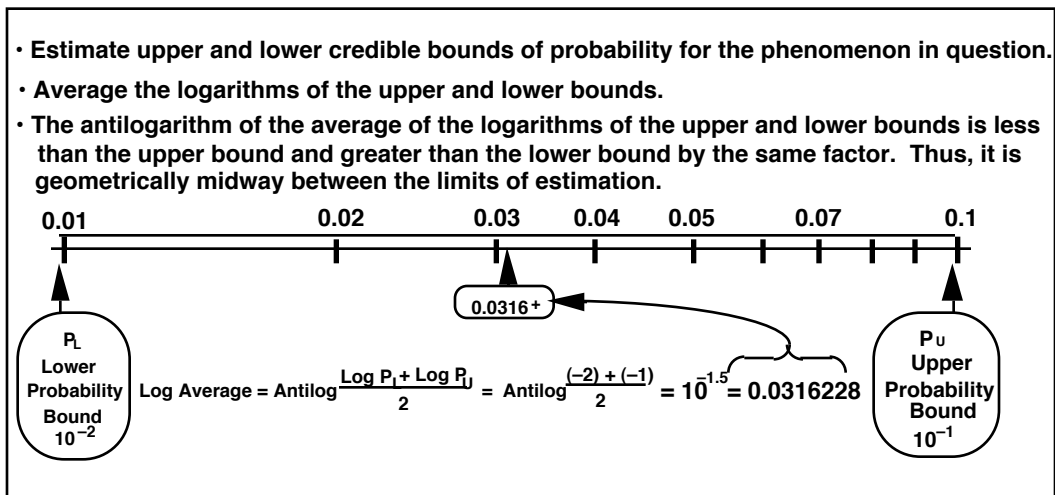 · Estimate upper and lower credible bounds of probability for the phenomenon in question.
· Average the logarithms of the upper and lower bounds.
· The antilogarithm of the average of the logarithms of the upper and lower bounds is less
than the upper bound and greater than the lower bound by the same factor. Thus, it is
geometrically midway between the limits of estimation.
0.01 0.02 0.03 0.04 0.05 0.07 0.1
0.0316+
PL
Lower
Probability
Bound
10–2
Log Average = Antilog Log PL + Log PU / 2 = Antilog (–2) + (–1) / 2 = 10–1.5 = 0.0316228
PU
Upper
Probability
Bound
10–1